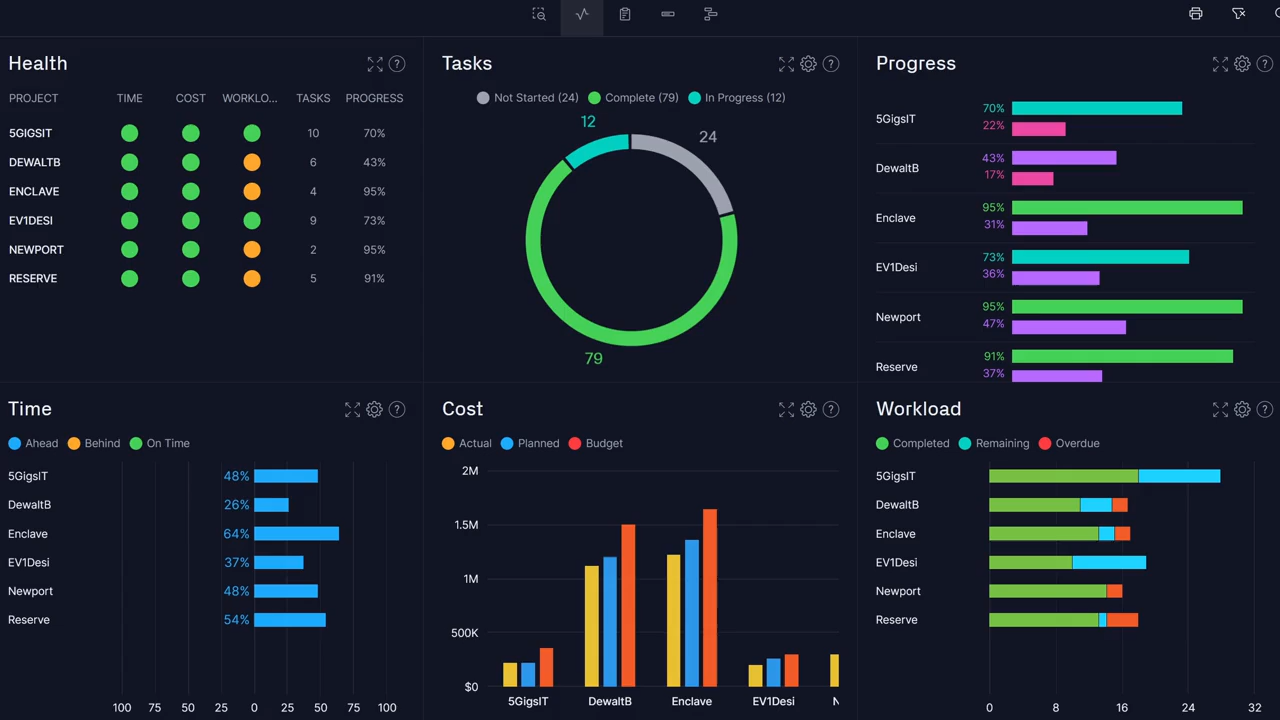 Health
PROJECT TIME COST WORKLO... TASKS PROGRESS
5GIGSIT 10 70%
DEWALTB 6 43%
ENCLAVE 4 95%
EV1DESI 9 73%
NEWPORT 2 95%
RESERVE 5 91%
Tasks
Not Started (24) Complete (79) In Progress (12)
12
24
79
Progress
5GigsIT 70% 22%
DewaltB 43% 17%
Enclave 95% 31%
EV1Desi 73% 36%
Newport 95% 47%
Reserve 91% 37%
Time
Ahead Behind On Time
5GigsIT 48%
DewaltB 26%
Enclave 64%
EV1Desi 37%
Newport 48%
Reserve 54%
100 75 50 25 0 25 50 75 100
Cost
Actual Planned Budget
2M
1.5M
1M
500K
$0
5GigsIT DewaltB Enclave EV1Desi N
Workload
Completed Remaining Overdue
5GigsIT
DewaltB
Enclave
EV1Desi
Newport
Reserve
0 8 16 24 32